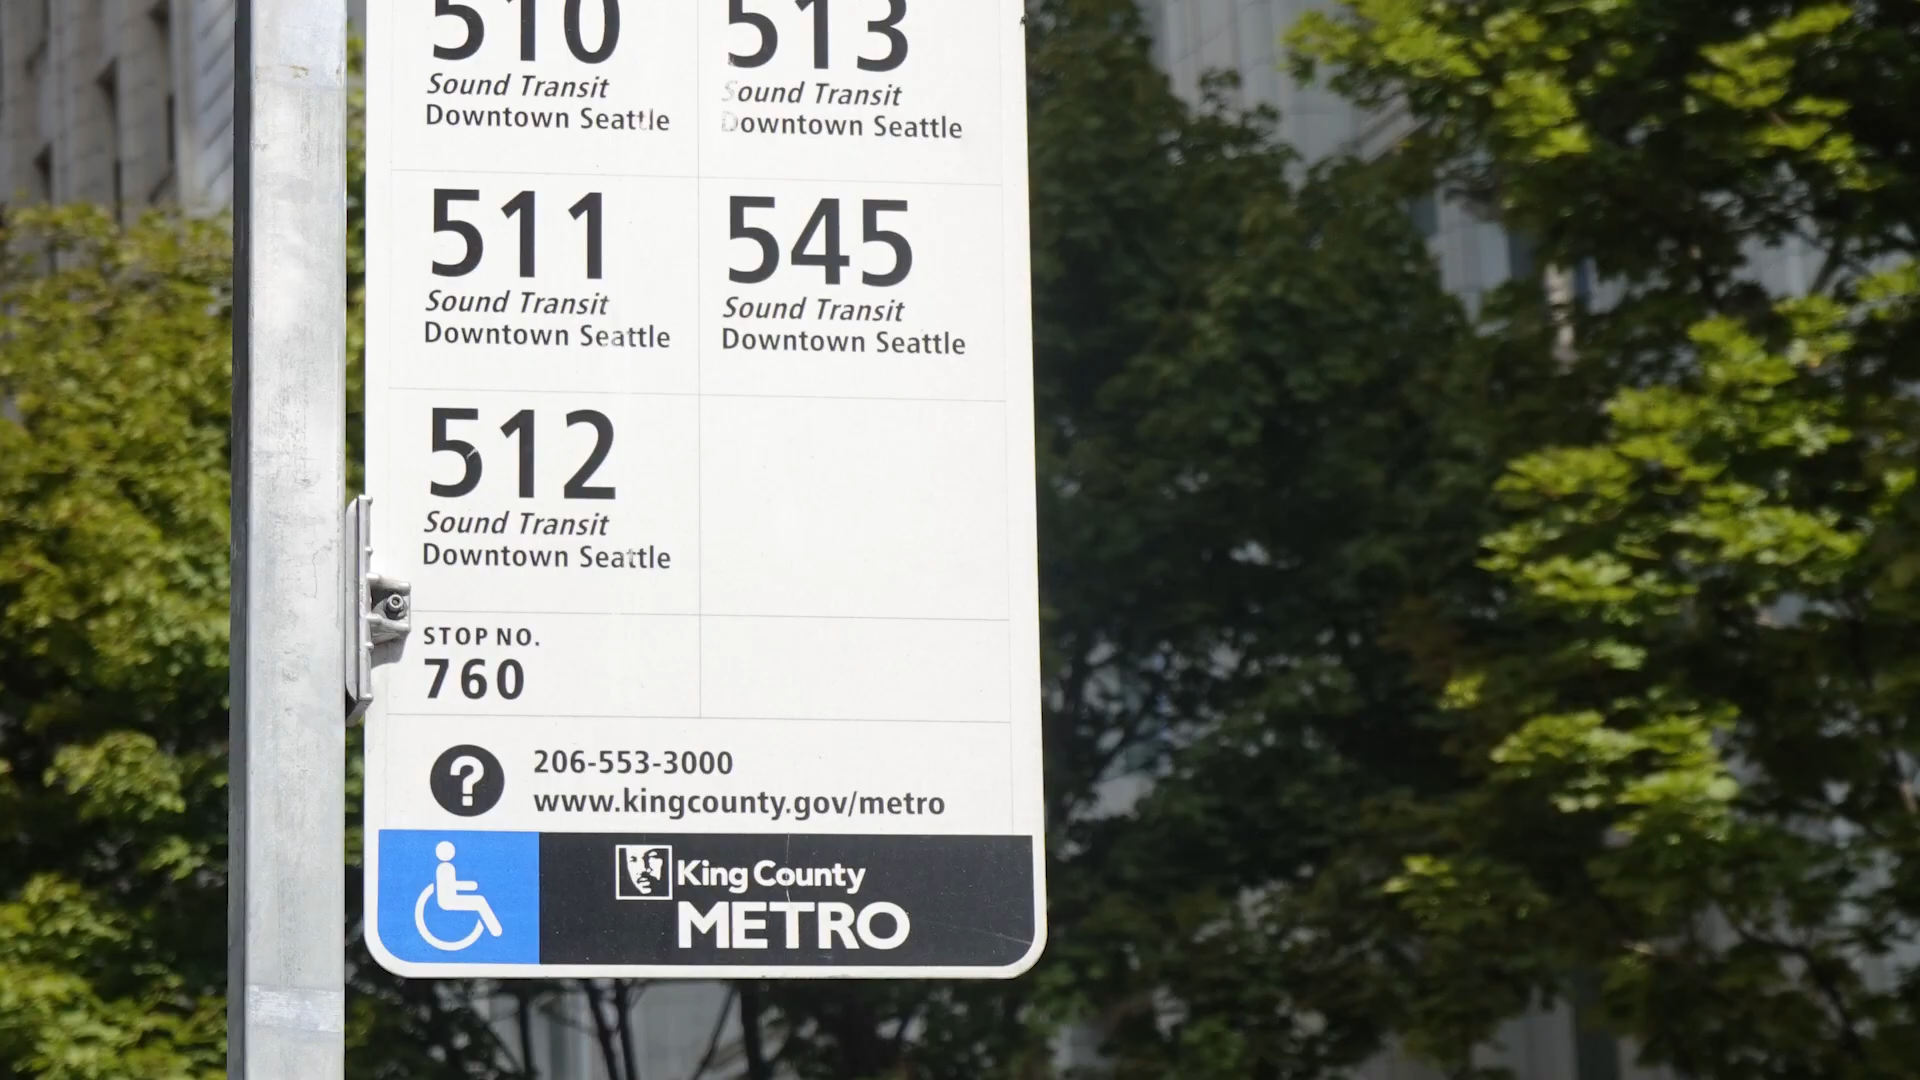 510
Sound Transit
Downtown Seattle
513
Sound Transit
Downtown Seattle
511
Sound Transit
Downtown Seattle
545
Sound Transit
Downtown Seattle
512
Sound Transit
Downtown Seattle
STOP NO.
760
?
206-553-3000
www.kingcounty.gov/metro
King County
METRO